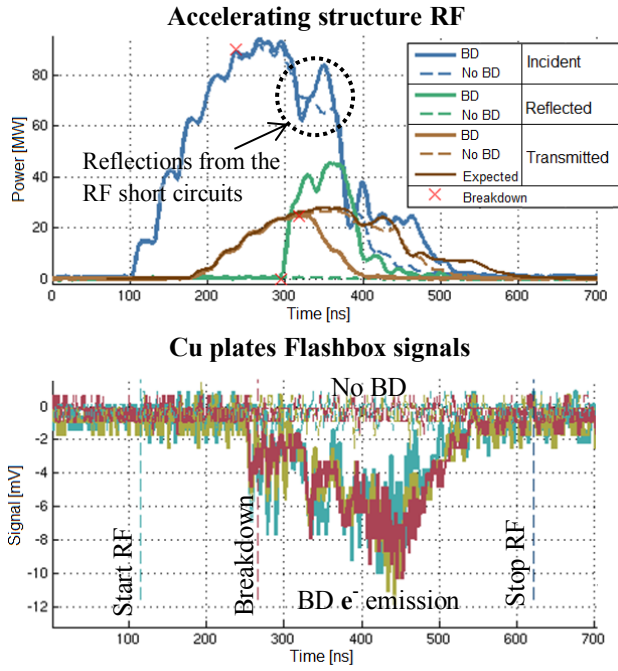 Accelerating structure RF
80
60
40
20
0
Power [MW]
BD
No BD
Incident
BD
No BD
Reflected
BD
No BD
Transmitted
Expected
Breakdown
Reflections from the
RF short circuits
0 100 200 300 400 500 600 700
Time [ns]
Cu plates Flashbox signals
0
-2
-4
-6
-8
-10
-12
Signal [mV]
No BD
Start RF
Breakdown
BD e⁻ emission
Stop RF
100 200 300 400 500 600 700
Time [ns]